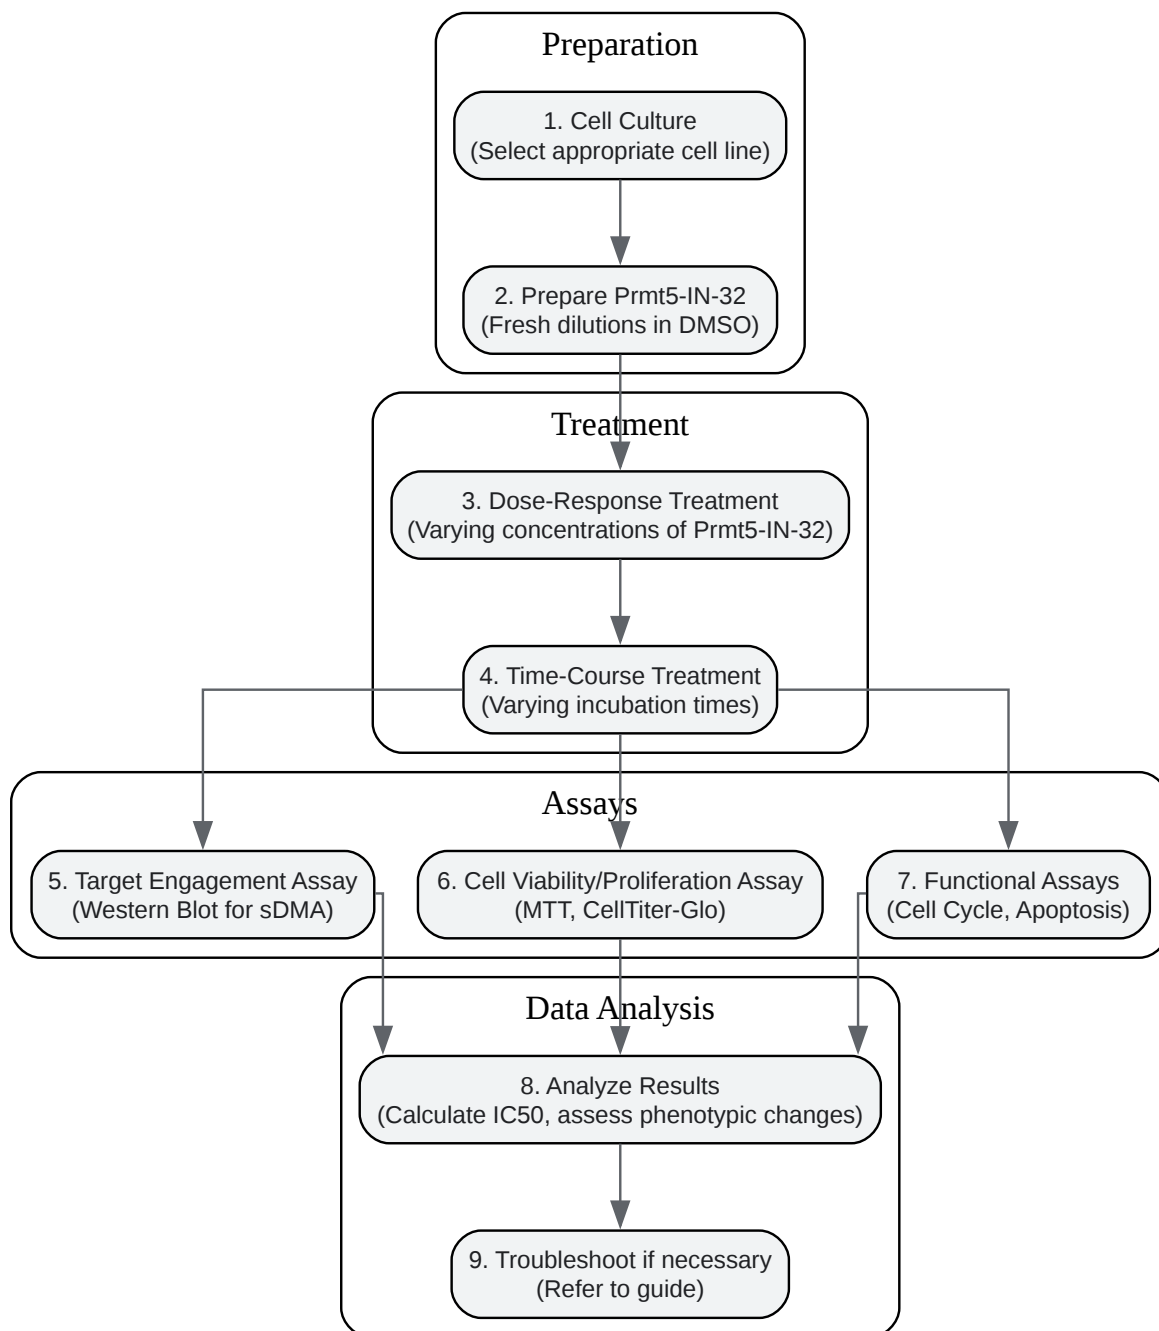 Preparation
1. Cell Culture
(Select appropriate cell line)
2. Prepare Prmt5-IN-32
(Fresh dilutions in DMSO)
Treatment
3. Dose-Response Treatment
(Varying concentrations of Prmt5-IN-32)
4. Time-Course Treatment
(Varying incubation times)
Assays
5. Target Engagement Assay
(Western Blot for sDMA)
6. Cell Viability/Proliferation Assay
(MTT, CellTiter-Glo)
7. Functional Assays
(Cell Cycle, Apoptosis)
Data Analysis
8. Analyze Results
(Calculate IC50, assess phenotypic changes)
9. Troubleshoot if necessary
(Refer to guide)